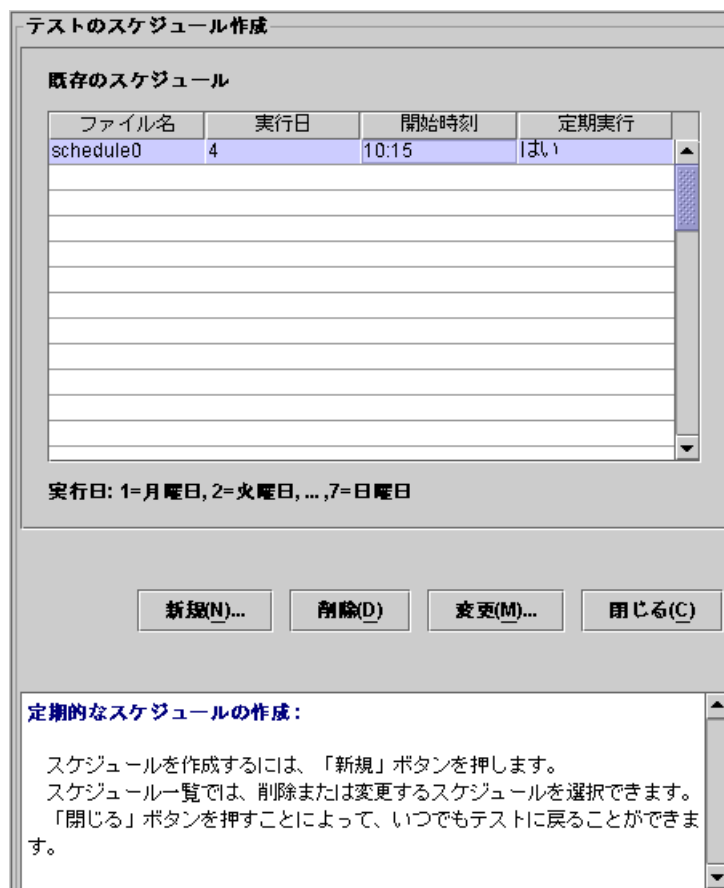 テストのスケジュール作成
既存のスケジュール
ファイル名 実行日 開始時刻 定期実行
schedule0 4 10:15 はい
実行日: 1=月曜日, 2=火曜日, ... ,7=日曜日
新規(N)... 削除(D) 変更(M)... 閉じる(C)
定期的なスケジュールの作成 :
スケジュールを作成するには、「新規」ボタンを押します。
スケジュール一覧では、削除または変更するスケジュールを選択できます。
「閉じる」ボタンを押すことによって、いつでもテストに戻ることができま
す。